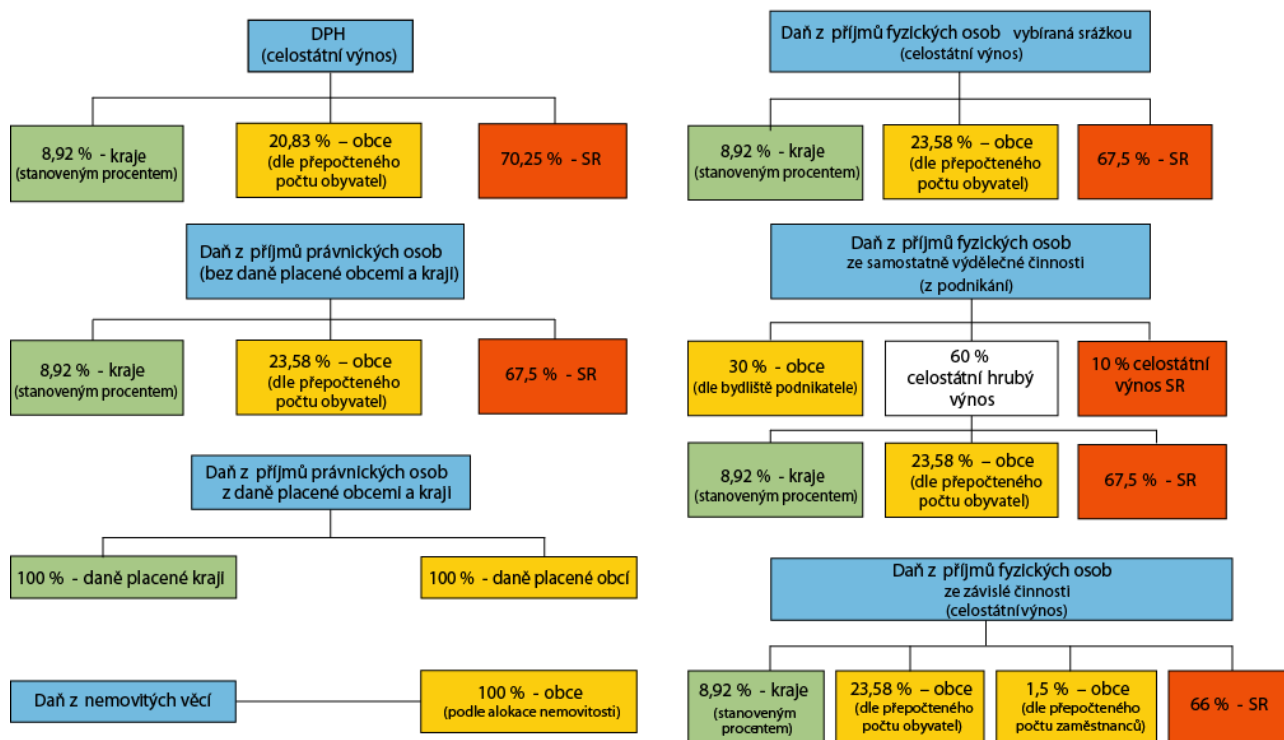 DPH
(celostátní výnos)
8,92 % - kraje
(stanoveným procentem)
20,83 % – obce
(dle přepočteného
počtu obyvatel)
70,25 % - SR
Daň z příjmů právnických osob
(bez daně placené obcemi a kraji)
8,92 % - kraje
(stanoveným procentem)
23,58 % – obce
(dle přepočteného
počtu obyvatel)
67,5 % - SR
Daň z příjmů právnických osob
z daně placené obcemi a kraji
100 % - daně placené kraji
100 % - daně placené obcí
Daň z nemovitých věcí
100 % - obce
(podle alokace nemovitosti)
Daň z příjmů fyzických osob vybíraná srážkou
(celostátní výnos)
8,92 % - kraje
(stanoveným procentem)
23,58 % – obce
(dle přepočteného
počtu obyvatel)
67,5 % - SR
Daň z příjmů fyzických osob
ze samostatně výdělečné činnosti
(z podnikání)
30 % - obce
(dle bydliště podnikatele)
60 %
celostátní hrubý
výnos
10 % celostátní
výnos SR
8,92 % - kraje
(stanoveným procentem)
23,58 % – obce
(dle přepočteného
počtu obyvatel)
67,5 % - SR
Daň z příjmů fyzických osob
ze závislé činnosti
(celostátní výnos)
8,92 % - kraje
(stanoveným
procentem)
23,58 % – obce
(dle přepočteného
počtu obyvatel)
1,5 % – obce
(dle přepočteného
počtu zaměstnanců)
66 % - SR